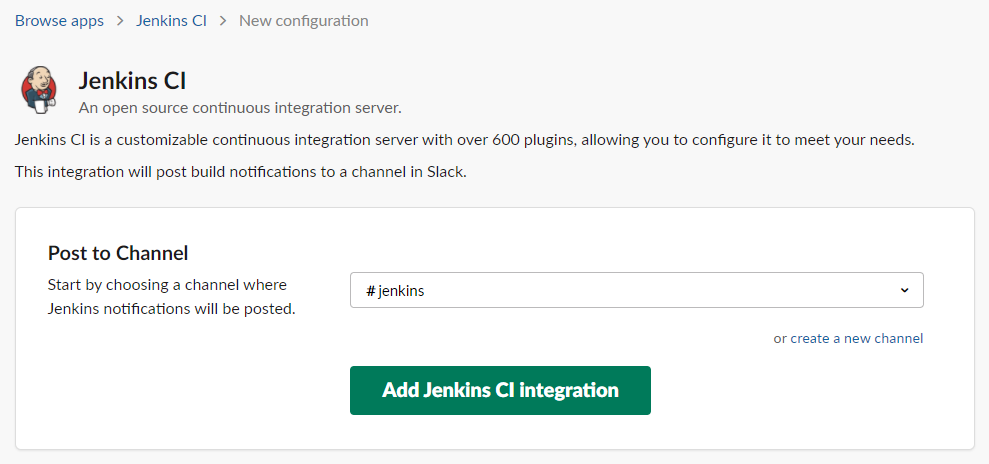 Browse apps > Jenkins CI > New configuration
Jenkins CI
An open source continuous integration server.
Jenkins CI is a customizable continuous integration server with over 600 plugins, allowing you to configure it to meet your needs.
This integration will post build notifications to a channel in Slack.
Post to Channel
Start by choosing a channel where
Jenkins notifications will be posted.
#jenkins
or create a new channel
Add Jenkins CI integration